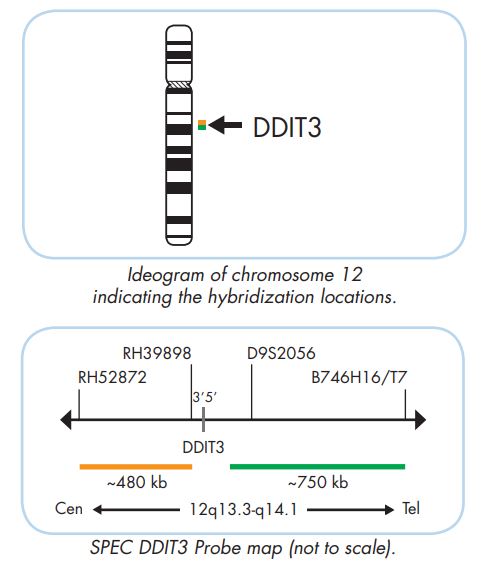 DDIT3
Ideogram of chromosome 12
indicating the hybridization locations.
RH39898 D9S2056
RH52872 B746H16/T7
3’5’
DDIT3
~480 kb ~750 kb
Cen 12q13.3-q14.1 Tel
SPEC DDIT3 Probe map (not to scale).